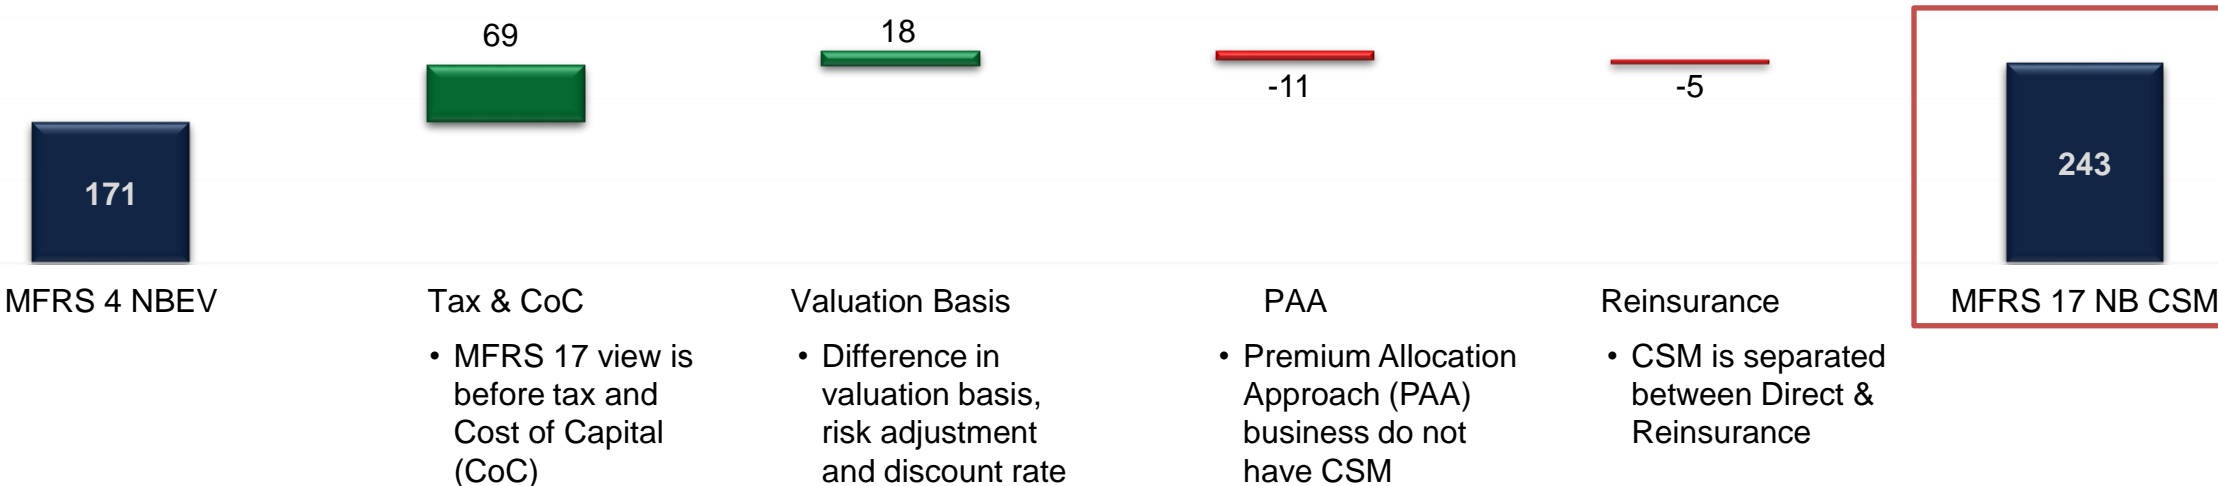 69
18
-11
-5
171
243
MFRS 4 NBEV
Tax & CoC
Valuation Basis
PAA
Reinsurance
MFRS 17 NB CSM
• MFRS 17 view is
before tax and
Cost of Capital
(CoC)
• Difference in
valuation basis,
risk adjustment
and discount rate
• Premium Allocation
Approach (PAA)
business do not
have CSM
• CSM is separated
between Direct &
Reinsurance